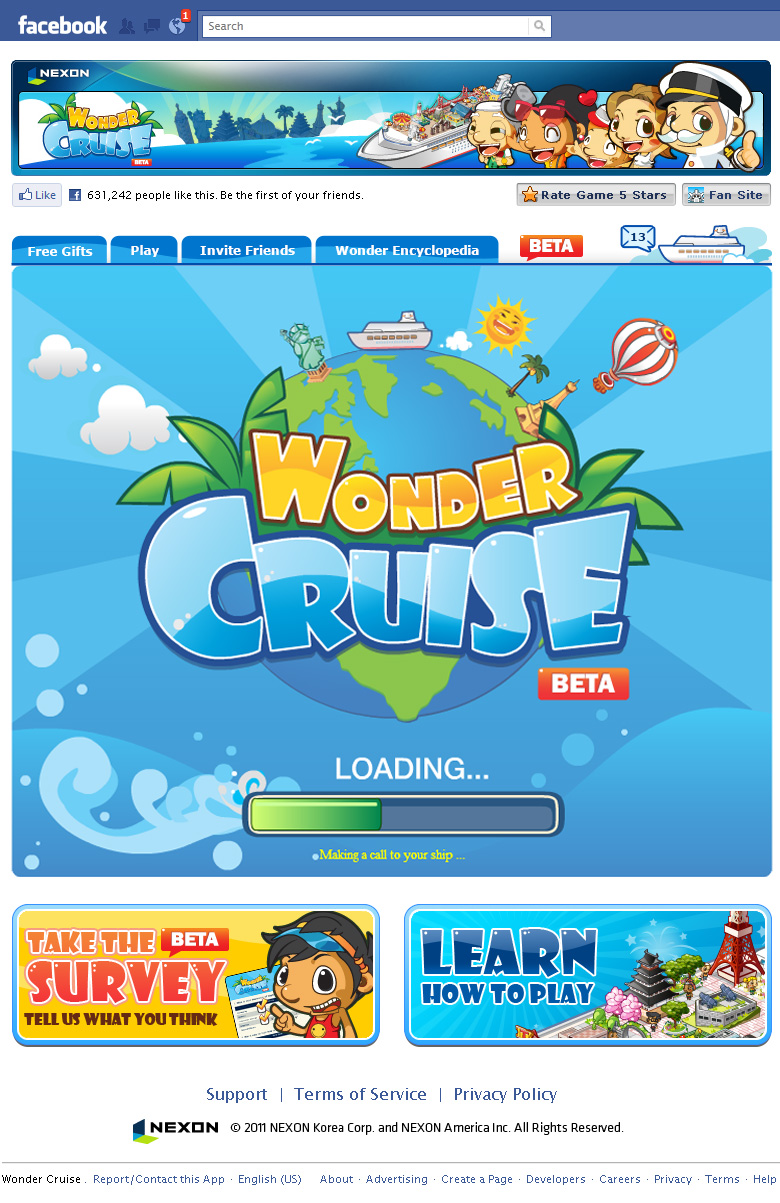 facebook
1
Search
NEXON
WONDER
CRUISE
BETA
Like
631,242 people like this. Be the first of your friends.
Rate Game 5 Stars
Fan Site
Free Gifts
Play
Invite Friends
Wonder Encyclopedia
BETA
13
WONDER
CRUISE
BETA
LOADING...
Making a call to your ship ...
TAKE THE BETA
SURVEY
TELL US WHAT YOU THINK
LEARN
HOW TO PLAY
Support | Terms of Service | Privacy Policy
NEXON © 2011 NEXON Korea Corp. and NEXON America Inc. All Rights Reserved.
Wonder Cruise . Report/Contact this App · English (US) About · Advertising · Create a Page · Developers · Careers · Privacy · Terms · Help